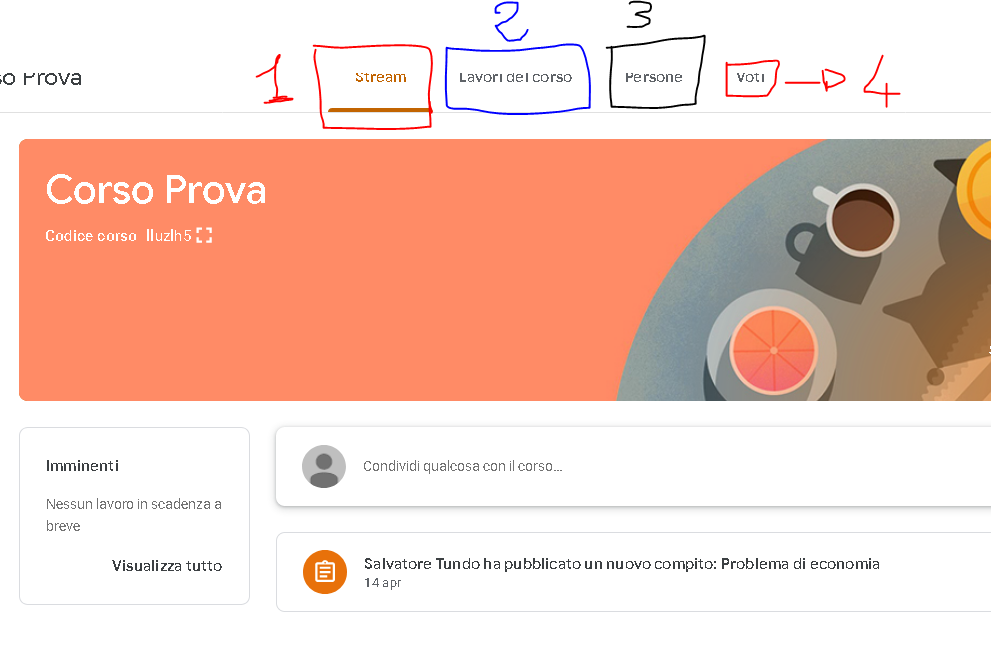 2 3
so Prova 1 Stream Lavori del corso Persone Voti 4
Corso Prova
Codice corso lluzlh5
Imminenti
Nessun lavoro in scadenza a
breve
Visualizza tutto
Condividi qualcosa con il corso...
Salvatore Tundo ha pubblicato un nuovo compito: Problema di economia
14 apr